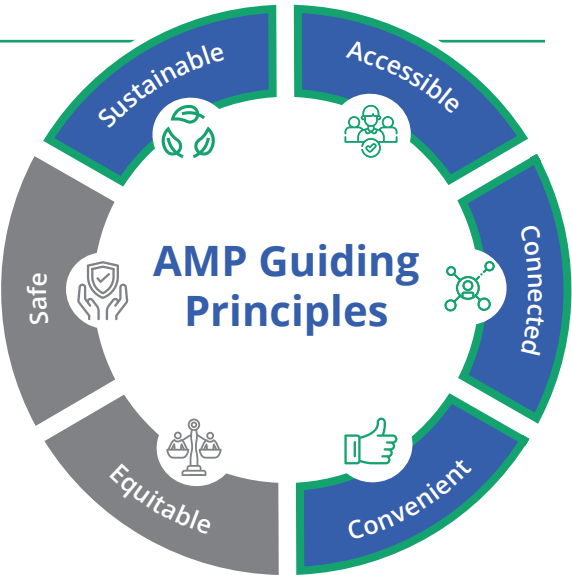 Sustainable
Accessible
Connected
Safe
AMP Guiding
Principles
Equitable
Convenient